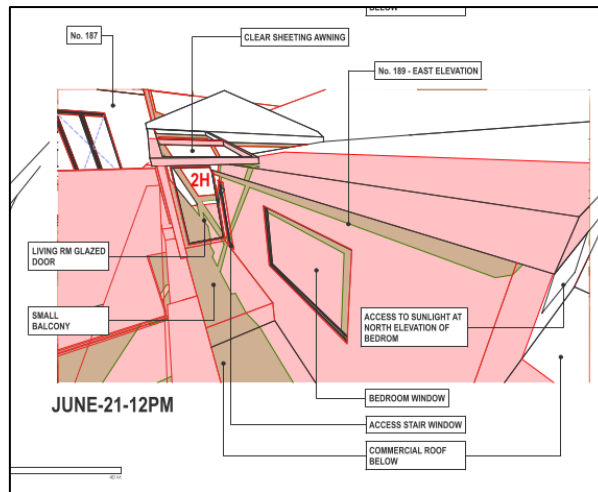 BELOW
No. 187
CLEAR SHEETING AWNING
No. 189 - EAST ELEVATION
2H
LIVING RM GLAZED
DOOR
SMALL
BALCONY
ACCESS TO SUNLIGHT AT
NORTH ELEVATION OF
BEDROM
JUNE-21-12PM
BEDROOM WINDOW
ACCESS STAIR WINDOW
COMMERCIAL ROOF
BELOW